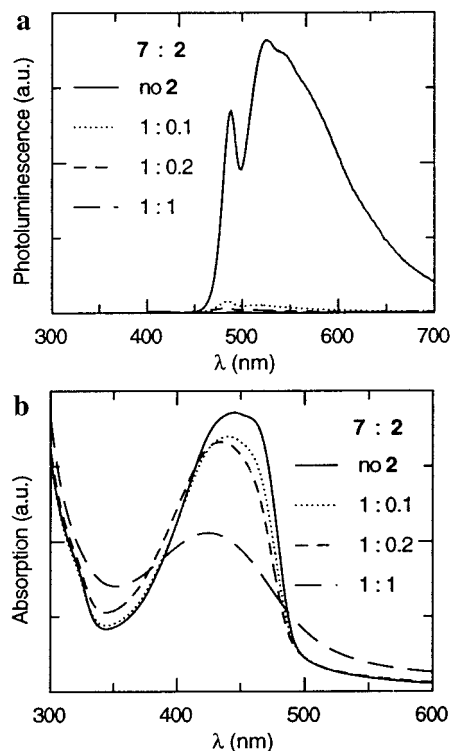 a
7 : 2
no 2
1 : 0.1
1 : 0.2
1 : 1
Photoluminescence (a.u.)
300 400 500 600 700
λ (nm)
b
7 : 2
no 2
1 : 0.1
1 : 0.2
1 : 1
Absorption (a.u.)
300 400 500 600
λ (nm)